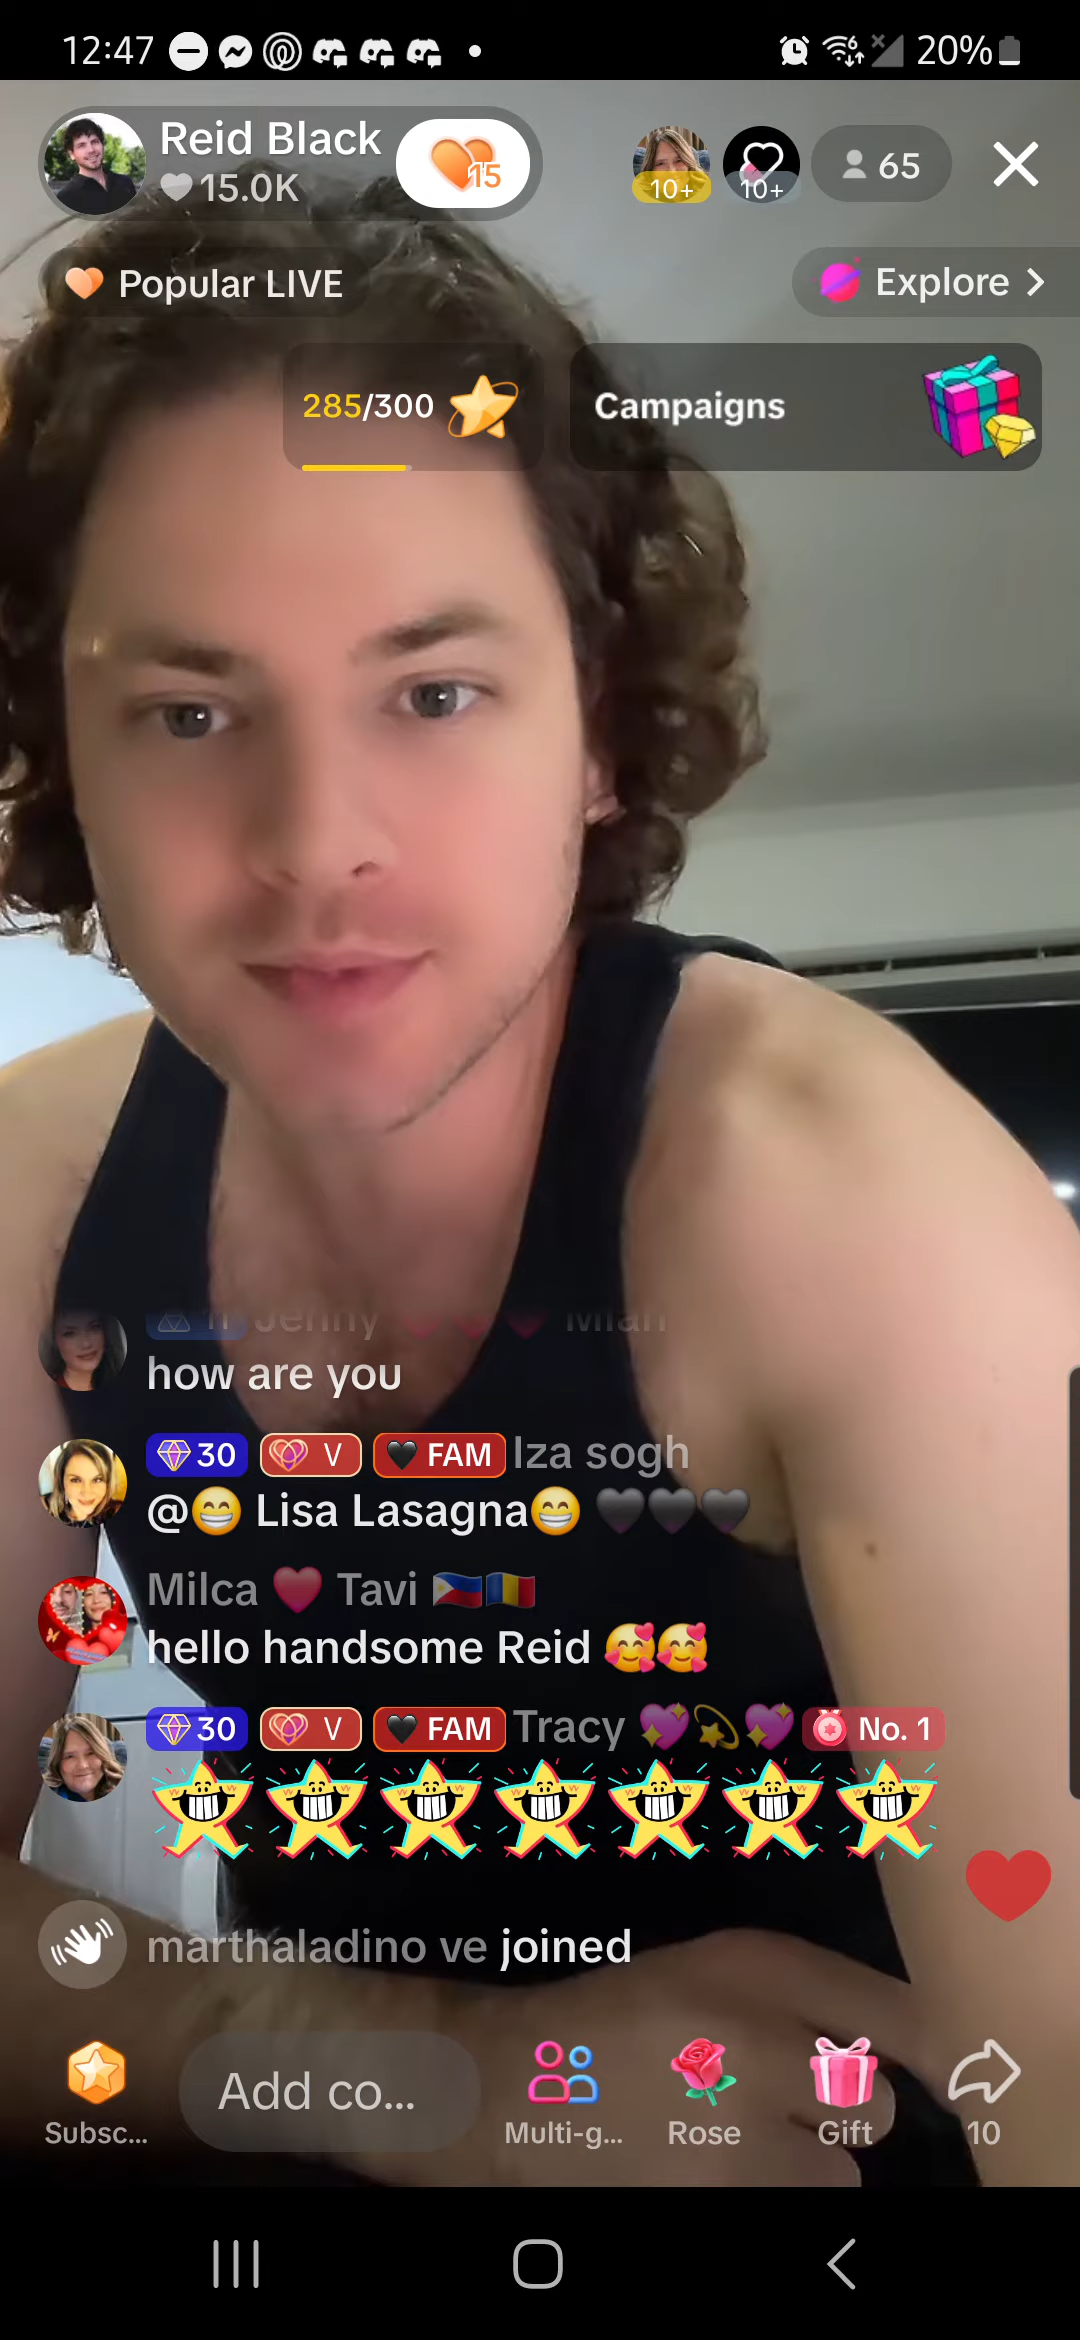 12:47
20%
Reid Black
15.0K
15
10+
10+
65
Popular LIVE
Explore
285/300
Campaigns
Jenny
how are you
30 V FAM Iza sogh
@😁 Lisa Lasagna😁 🖤🖤🖤
Milca ❤️ Tavi 🇵🇭🇷🇴
hello handsome Reid 🥰🥰
30 V FAM Tracy 💖💫💖 No. 1
marthaladino ve joined
Subsc...
Add co...
Multi-g...
Rose
Gift
10